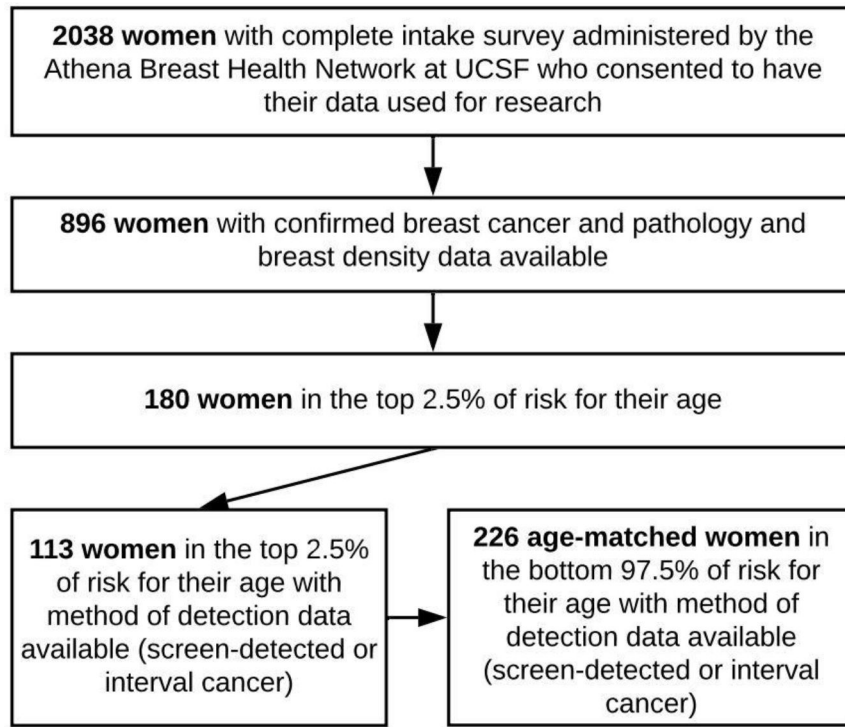 2038 women with complete intake survey administered by the
Athena Breast Health Network at UCSF who consented to have
their data used for research
896 women with confirmed breast cancer and pathology and
breast density data available
180 women in the top 2.5% of risk for their age
113 women in the top 2.5%
of risk for their age with
method of detection data
available (screen-detected or
interval cancer)
226 age-matched women in
the bottom 97.5% of risk for
their age with method of
detection data available
(screen-detected or interval
cancer)